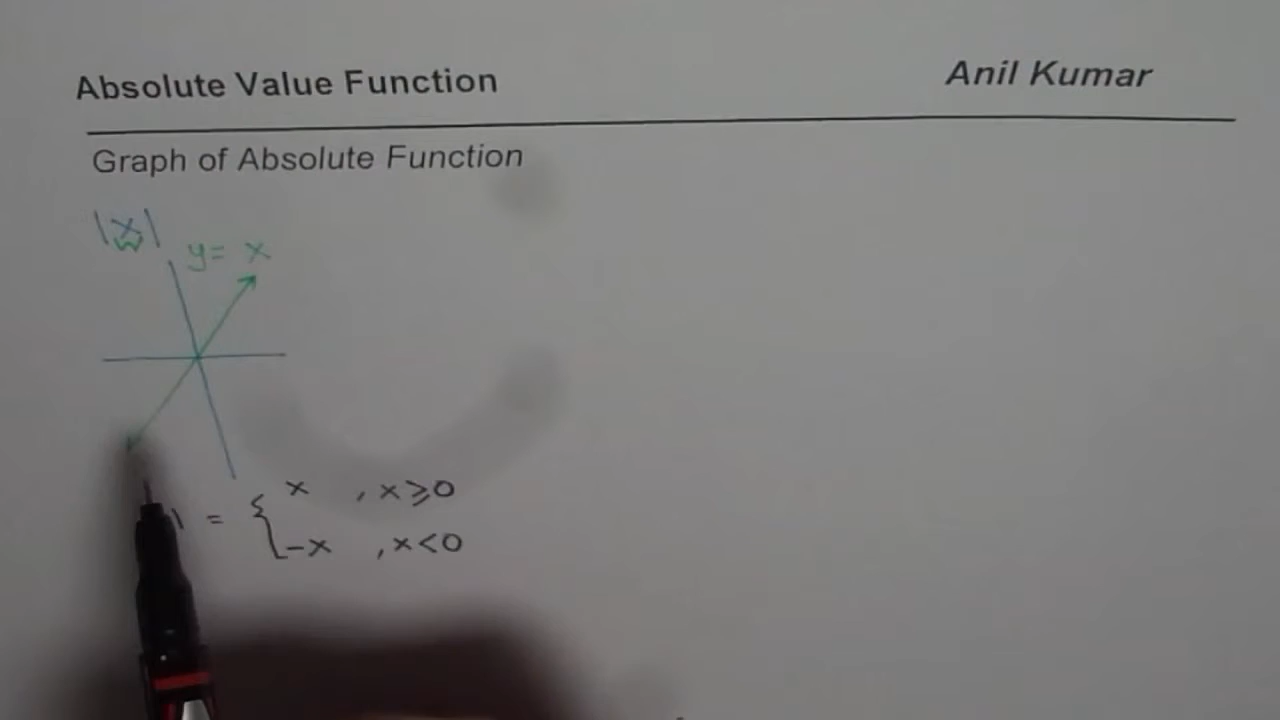 Absolute Value Function Anil Kumar
Graph of Absolute Function
|x|
y = x
| = { x , x ≥ 0
-x , x < 0